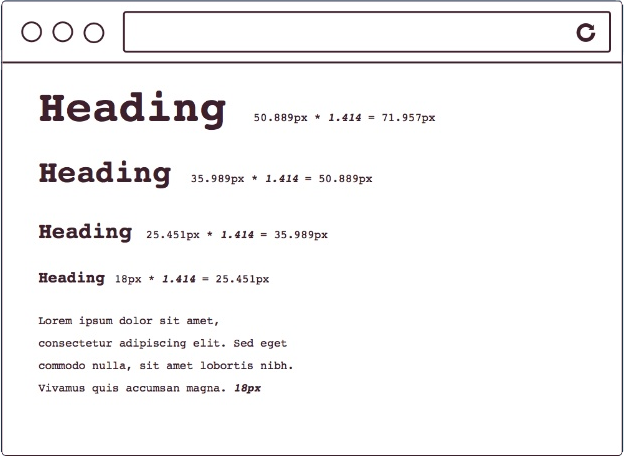 Heading 50.889px * 1.414 = 71.957px
Heading 35.989px * 1.414 = 50.889px
Heading 25.451px * 1.414 = 35.989px
Heading 18px * 1.414 = 25.451px
Lorem ipsum dolor sit amet,
consectetur adipiscing elit. Sed eget
commodo nulla, sit amet lobortis nibh.
Vivamus quis accumsan magna. 18px